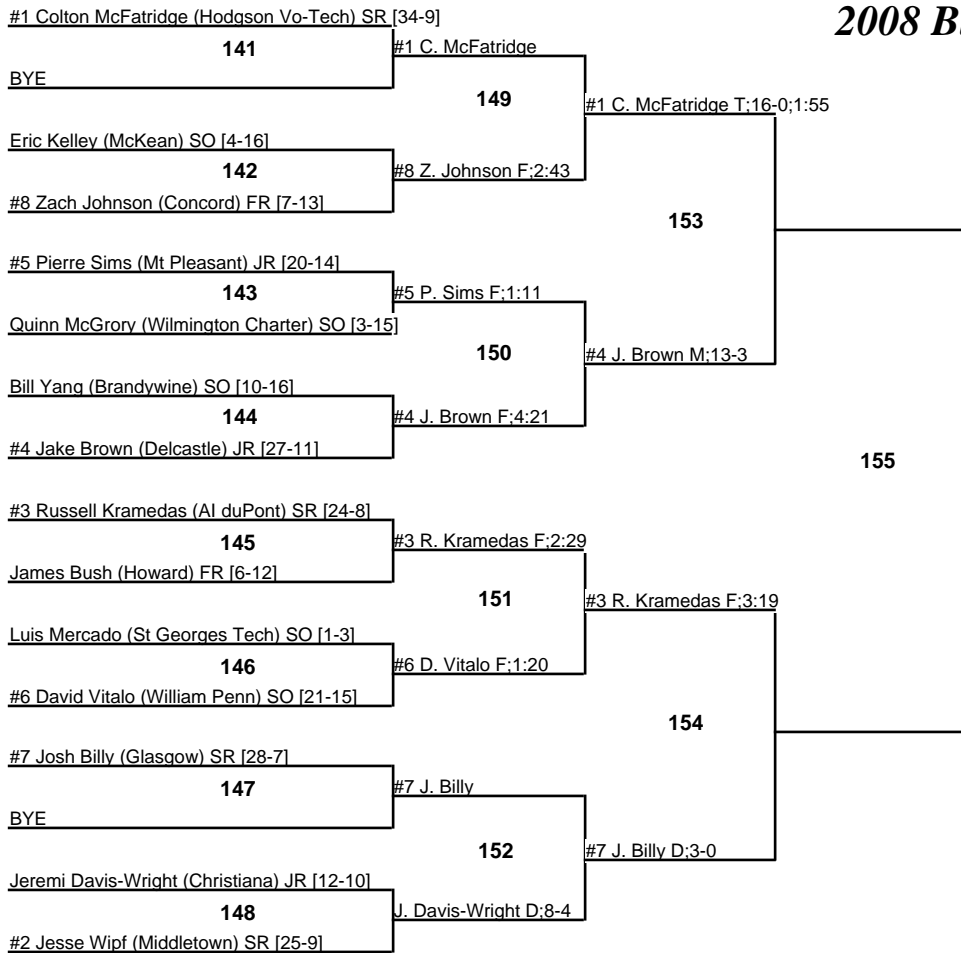 2008 B
#1 Colton McFatridge (Hodgson Vo-Tech) SR [34-9]
141
#1 C. McFatridge
BYE
149
#1 C. McFatridge T;16-0;1:55
Eric Kelley (McKean) SO [4-16]
142
#8 Z. Johnson F;2:43
#8 Zach Johnson (Concord) FR [7-13]
153
#5 Pierre Sims (Mt Pleasant) JR [20-14]
143
#5 P. Sims F;1:11
Quinn McGrory (Wilmington Charter) SO [3-15]
150
#4 J. Brown M;13-3
Bill Yang (Brandywine) SO [10-16]
144
#4 J. Brown F;4:21
#4 Jake Brown (Delcastle) JR [27-11]
155
#3 Russell Kramedas (AI duPont) SR [24-8]
145
#3 R. Kramedas F;2:29
James Bush (Howard) FR [6-12]
151
#3 R. Kramedas F;3:19
Luis Mercado (St Georges Tech) SO [1-3]
146
#6 D. Vitalo F;1:20
#6 David Vitalo (William Penn) SO [21-15]
154
#7 Josh Billy (Glasgow) SR [28-7]
147
#7 J. Billy
BYE
152
#7 J. Billy D;3-0
Jeremi Davis-Wright (Christiana) JR [12-10]
148
J. Davis-Wright D;8-4
#2 Jesse Wipf (Middletown) SR [25-9]